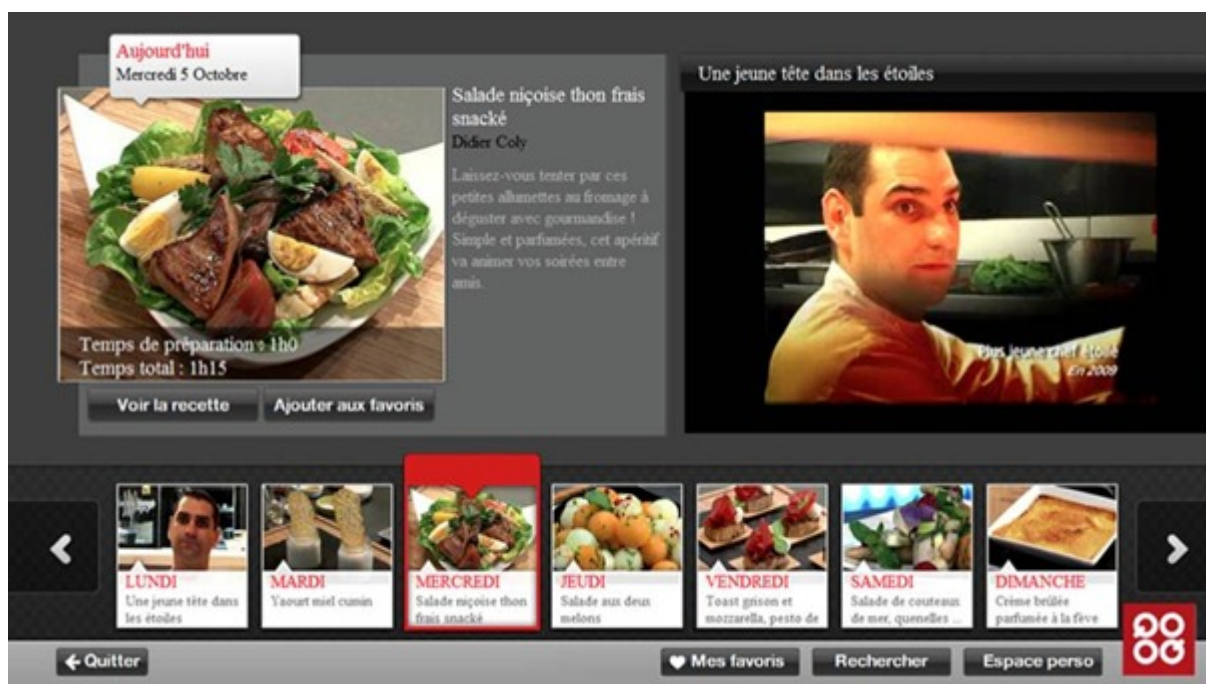 Aujourd'hui
Mercredi 5 Octobre
Salade niçoise thon frais
snacké
Didier Coly
Laissez-vous tenter par ces
petites allumettes au fromage à
déguster avec gourmandise !
Simple et parfumées, cet apéritif
va animer vos soirées entre
amis.
Temps de préparation : 1h0
Temps total : 1h15
Voir la recette
Ajouter aux favoris
Une jeune tête dans les étoiles
Plus jeune chef étoilé
En 2009
LUNDI
Une jeune tête dans
les étoiles
MARDI
Yaourt miel cumin
MERCREDI
Salade niçoise thon
frais snacké
JEUDI
Salade aux deux
melons
VENDREDI
Toast grison et
mozzarella, pesto de
SAMEDI
Salade de couteaux
de mer, quenelles ...
DIMANCHE
Crème brûlée
parfumée à la fève
Quitter
Mes favoris
Rechercher
Espace perso
QOOQ